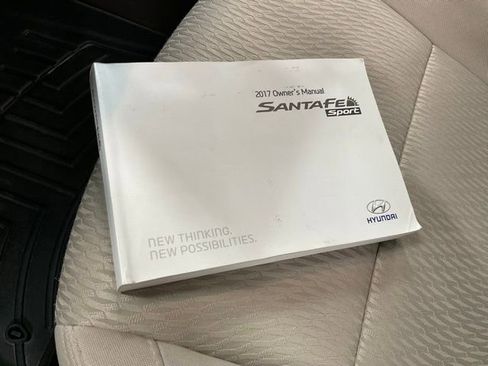 2017 Owner's Manual
SANTA FE
Sport
NEW THINKING.
NEW POSSIBILITIES.
HYUNDAI